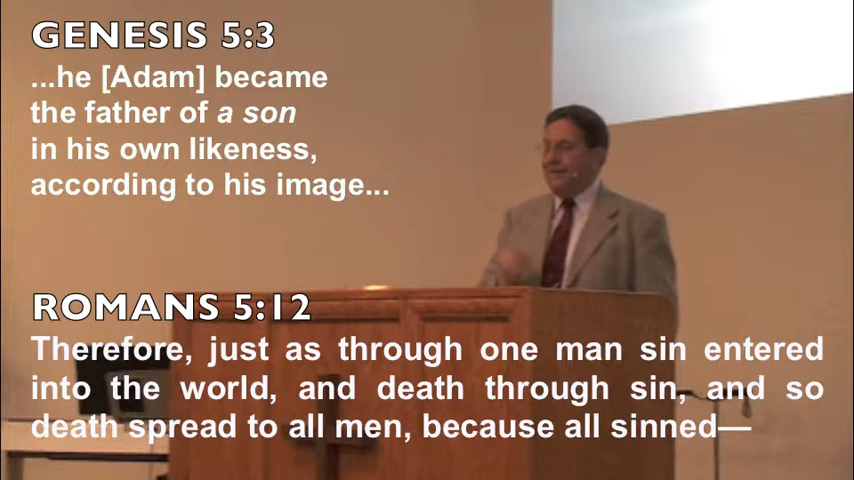 GENESIS 5:3
...he [Adam] became
the father of a son
in his own likeness,
according to his image...
ROMANS 5:12
Therefore, just as through one man sin entered
into the world, and death through sin, and so
death spread to all men, because all sinned—